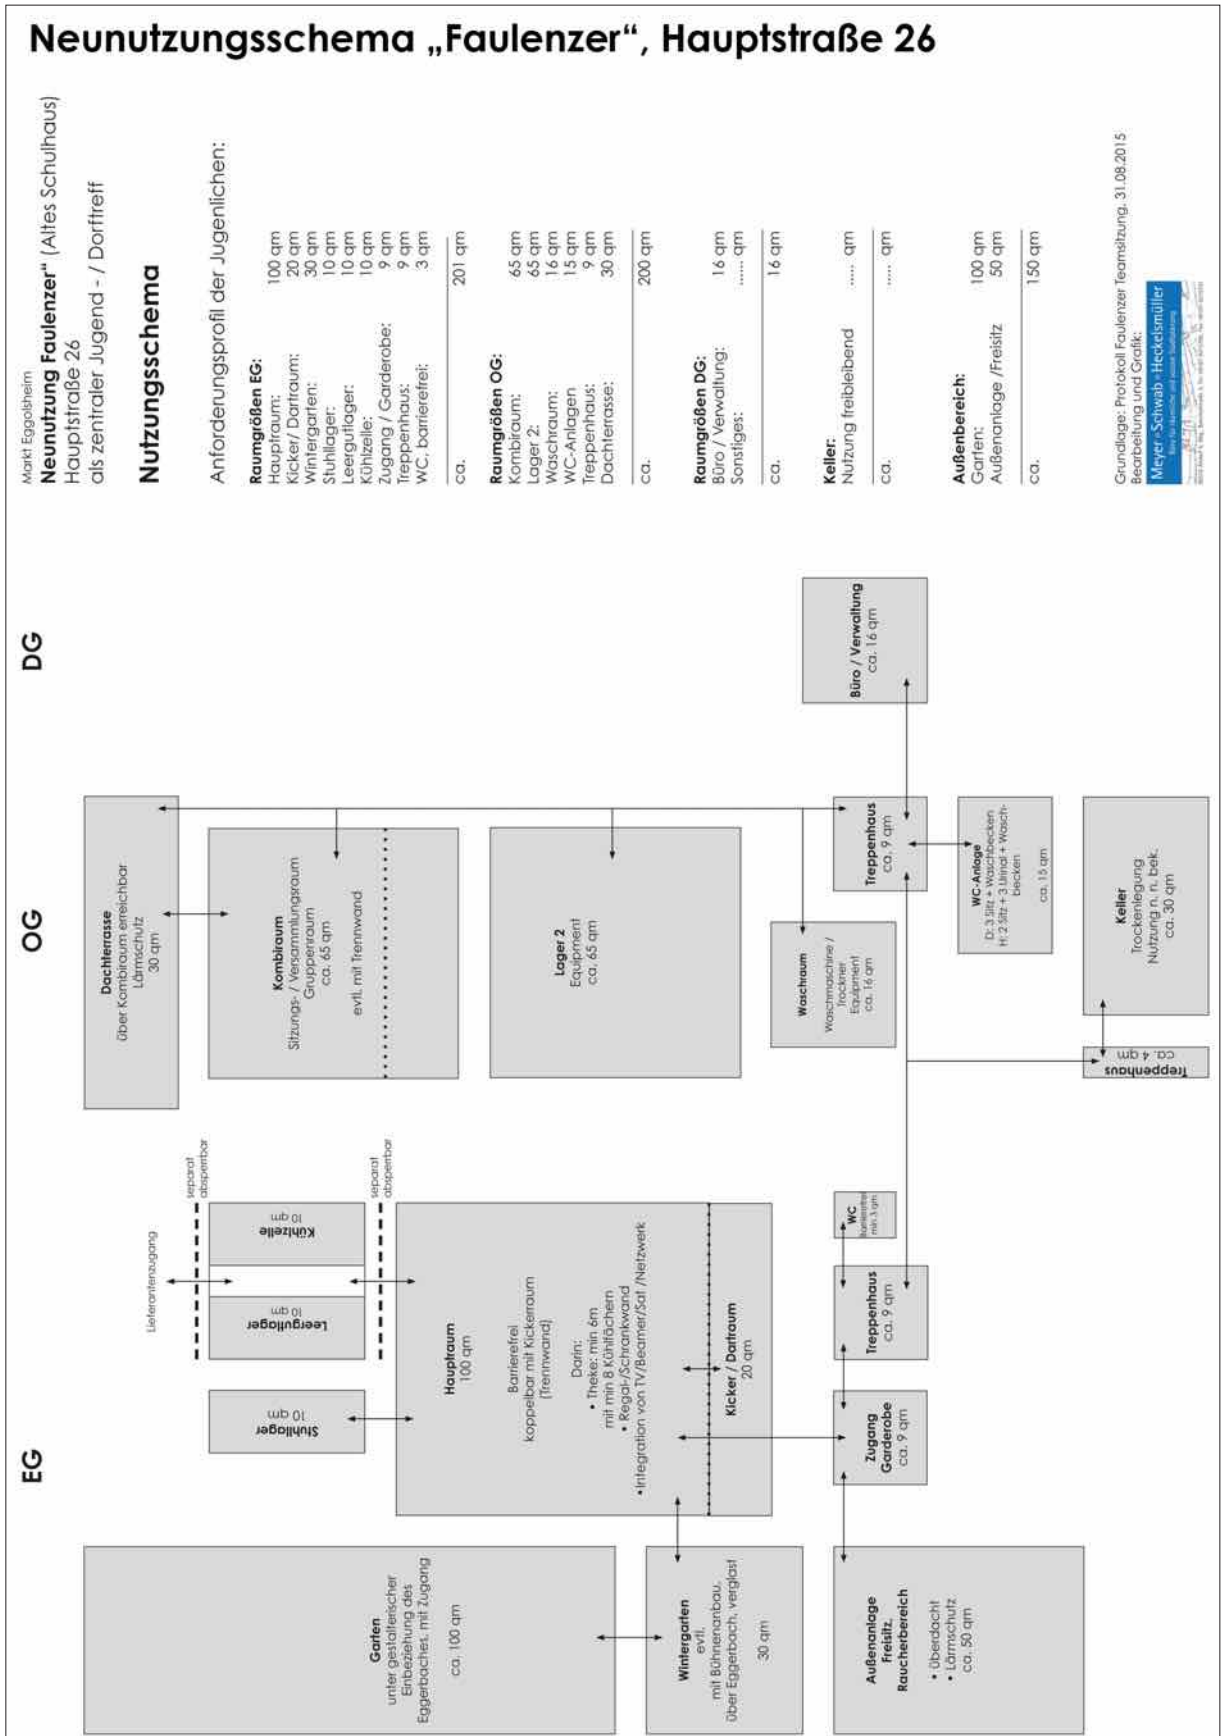 Neunutzungsschema „Faulenzer“, Hauptstraße 26
Markt Eggolsheim
Neunutzung Faulenzer“ (Altes Schulhaus)
Hauptstraße 26
als zentraler Jugend - / Dorftreff
Nutzungsschema
Anforderungsprofil der Jugenlichen:
Raumgrößen EG:
Hauptraum: 100 qm
Kicker/ Dartraum: 20 qm
Wintergarten: 30 qm
Stuhllager: 10 qm
Leergutlager: 10 qm
Kühlzelle: 10 qm
Zugang / Garderobe: 9 qm
Treppenhaus: 9 qm
WC, barrierefrei: 3 qm
ca. 201 qm
Raumgrößen OG:
Kombiraum: 65 qm
Lager 2: 65 qm
Waschraum: 16 qm
WC-Anlagen 15 qm
Treppenhaus: 9 qm
Dachterrasse: 30 qm
ca. 200 qm
Raumgrößen DG:
Büro / Verwaltung: 16 qm
Sonstiges: ...... qm
ca. 16 qm
Keller:
Nutzung freibleibend ...... qm
ca. ...... qm
Außenbereich:
Garten: 100 qm
Außenanlage /Freisitz 50 qm
ca. 150 qm
Grundlage: Protokoll Faulenzer Teamsitzung, 31.08.2015
Bearbeitung und Grafik:
Meyer » Schwab » Heckelsmüller
EG
OG
DG
Garten
unter gestalterischer
Einbeziehung des
Eggerbaches, mit Zugang
ca. 100 qm
Wintergarten
evtl.
mit Bühnenanbau,
über Eggerbach, verglast
30 qm
Außenanlage
Freisitz,
Raucherbereich
• überdacht
• Lärmschutz
ca. 50 qm
Stuhllager
10 qm
Leergutlager
10 qm
Kühlzelle
10 qm
Lieferantenzugang
separat
absperrbar
separat
absperrbar
Hauptraum
100 qm
Barrierefrei
koppelbar mit Kickerraum
(Trennwand)
Darin:
• Theke: min 6m
mit min 8 Kühlfächern
• Regal-/Schrankwand
• Integration von TV/Beamer/Sat /Netzwerk
Kicker / Dartraum
20 qm
Zugang
Garderobe
ca. 9 qm
Treppenhaus
ca. 9 qm
WC
Barrierefrei
min 3 qm
Dachterrasse
über Kombiraum erreichbar
Lärmschutz
30 qm
Kombiraum
Sitzungs- / Versammlungsraum
Gruppenraum
ca. 65 qm
evtl. mit Trennwand
Lager 2
Equipment
ca. 65 qm
Waschraum
Waschmaschine /
Trockner
Equipment
ca. 16 qm
Treppenhaus
ca. 9 qm
WC-Anlage
D: 3 Sitz + Waschbecken
H: 2 Sitz + 3 Urinal + Wasch-
becken
ca. 15 qm
Treppenhaus
ca. 4 qm
Keller
Trockenlegung
Nutzung n. n. bek.
ca. 30 qm
Büro / Verwaltung
ca. 16 qm